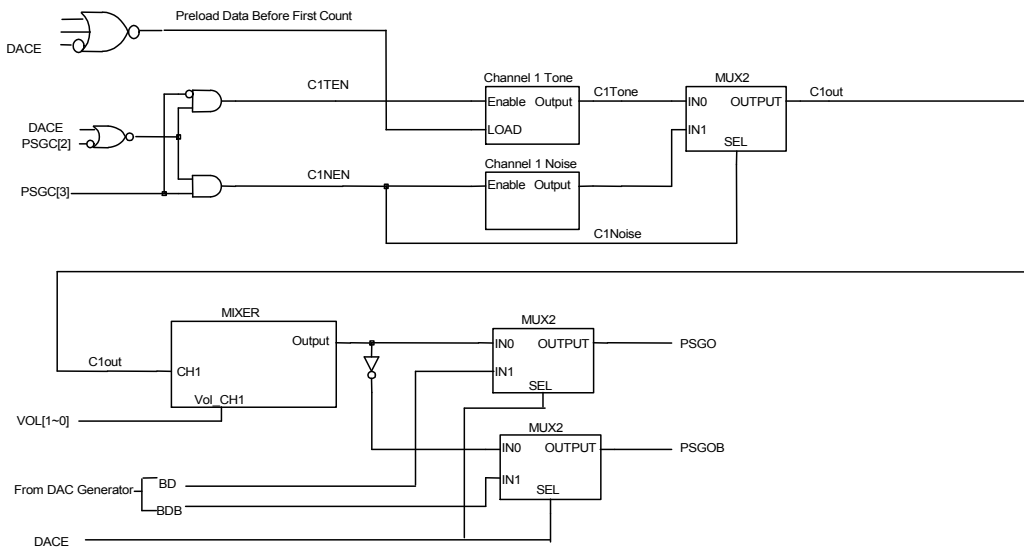 Preload Data Before First Count
DACE
C1TEN
Channel 1 Tone
Enable Output
LOAD
C1Tone
MUX2
IN0 OUTPUT
IN1
SEL
C1out
DACE
PSGC[2]
PSGC[3]
C1NEN
Channel 1 Noise
Enable Output
C1Noise
MIXER
Output
CH1
Vol_CH1
C1out
VOL[1~0]
MUX2
IN0 OUTPUT
IN1
SEL
PSGO
MUX2
IN0 OUTPUT
IN1
SEL
PSGOB
From DAC Generator
BD
BDB
DACE